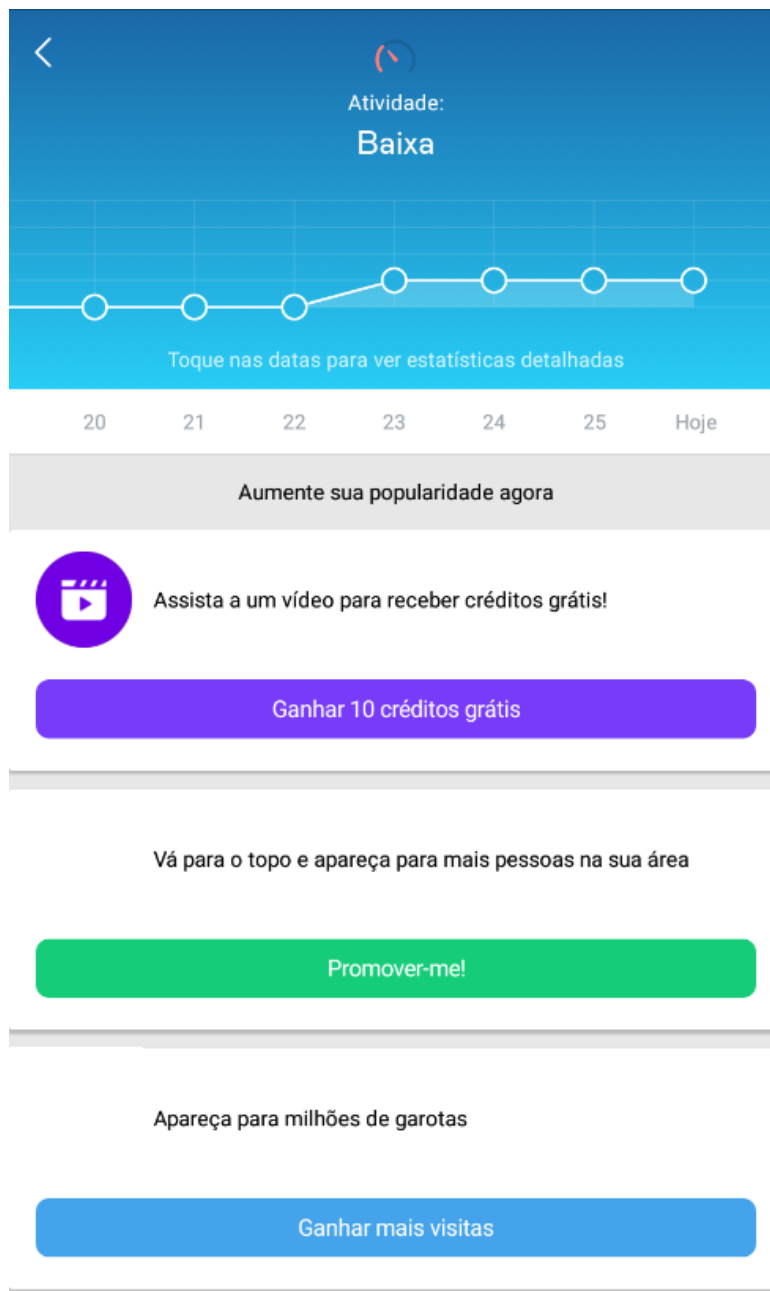 Atividade:
Baixa
Toque nas datas para ver estatísticas detalhadas
20 21 22 23 24 25 Hoje
Aumente sua popularidade agora
Assista a um vídeo para receber créditos grátis!
Ganhar 10 créditos grátis
Vá para o topo e apareça para mais pessoas na sua área
Promover-me!
Apareça para milhões de garotas
Ganhar mais visitas